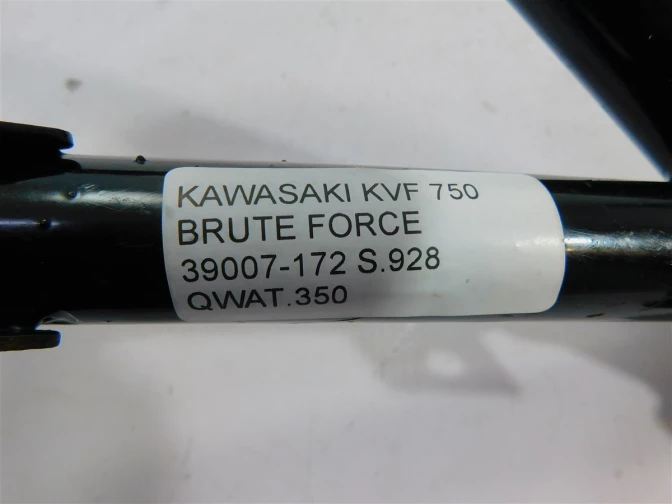 KAWASAKI KVF 750
BRUTE FORCE
39007-172 S.928
QWAT.350